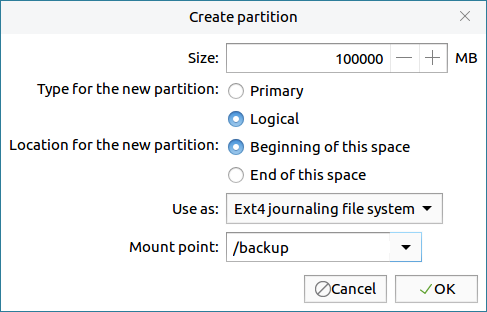 Create partition
Size: 100000 MB
Type for the new partition: Primary
Logical
Location for the new partition: Beginning of this space
End of this space
Use as: Ext4 journaling file system
Mount point: /backup
Cancel OK